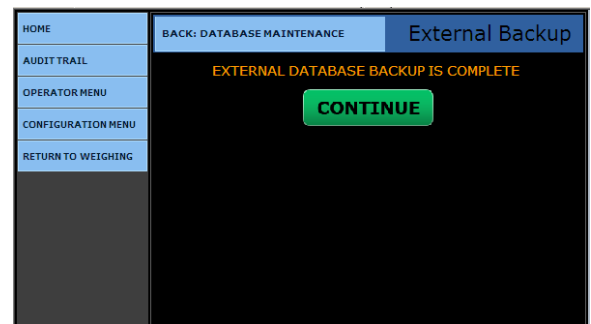 HOME
AUDIT TRAIL
OPERATOR MENU
CONFIGURATION MENU
RETURN TO WEIGHING
BACK: DATABASE MAINTENANCE
External Backup
EXTERNAL DATABASE BACKUP IS COMPLETE
CONTINUE